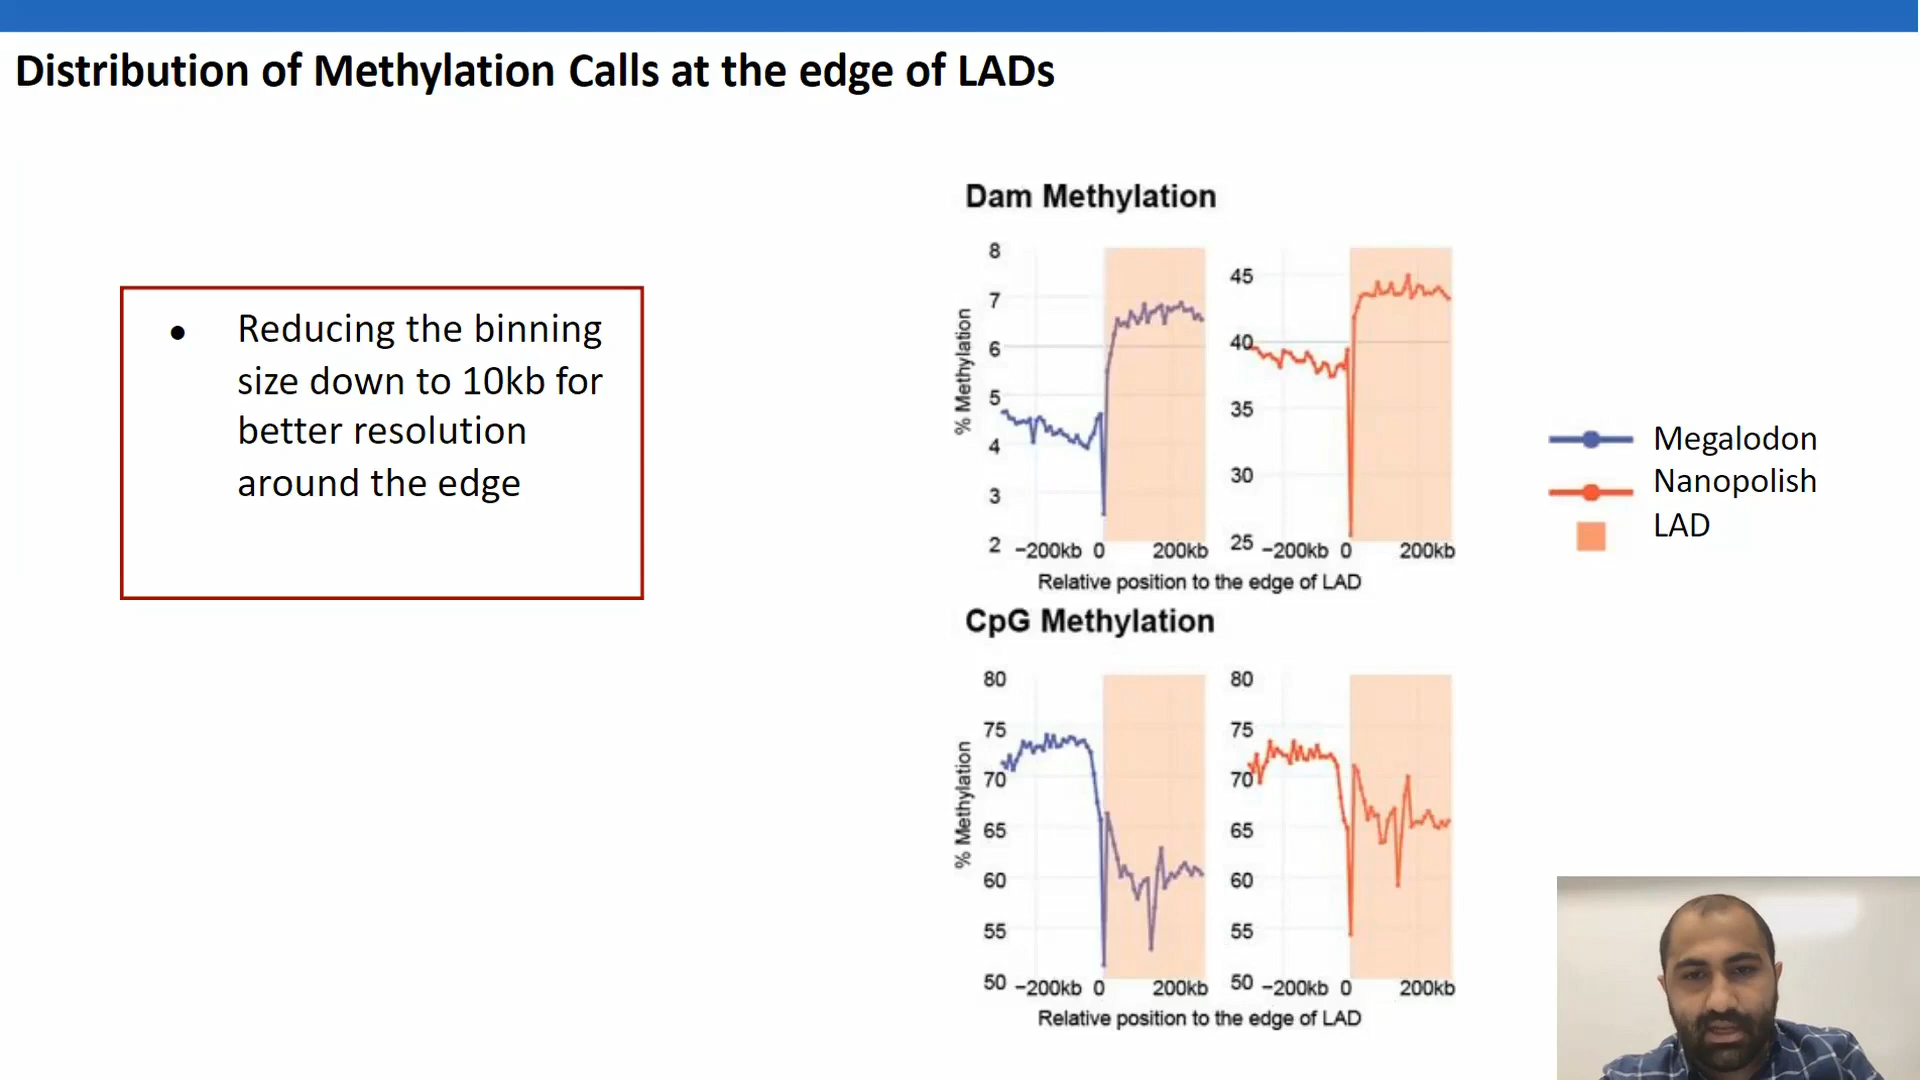 Distribution of Methylation Calls at the edge of LADs
● Reducing the binning
size down to 10kb for
better resolution
around the edge
Dam Methylation
% Methylation
8
7
6
5
4
3
2
−200kb 0 200kb
45
40
35
30
25
−200kb 0 200kb
Relative position to the edge of LAD
Megalodon
Nanopolish
LAD
CpG Methylation
% Methylation
80
75
70
65
60
55
50
−200kb 0 200kb
80
75
70
65
60
55
50
−200kb 0 200kb
Relative position to the edge of LAD